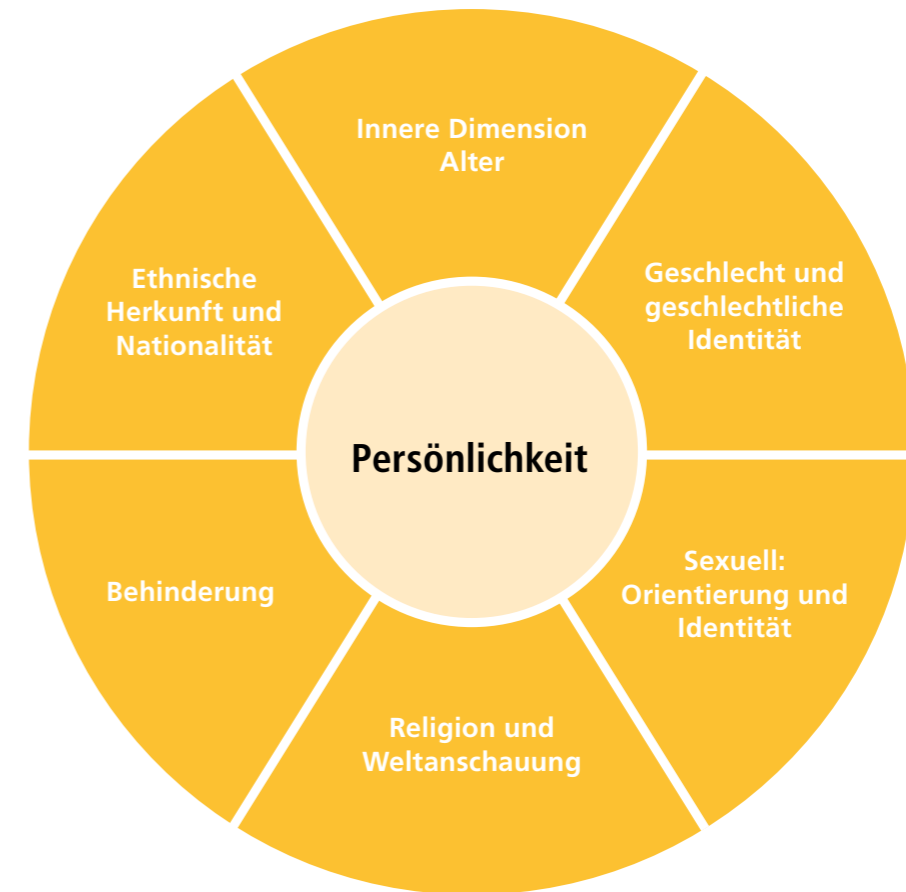 Innere Dimension
Alter
Geschlecht und
geschlechtliche
Identität
Sexuell:
Orientierung und
Identität
Religion und
Weltanschauung
Behinderung
Ethnische
Herkunft und
Nationalität
Persönlichkeit